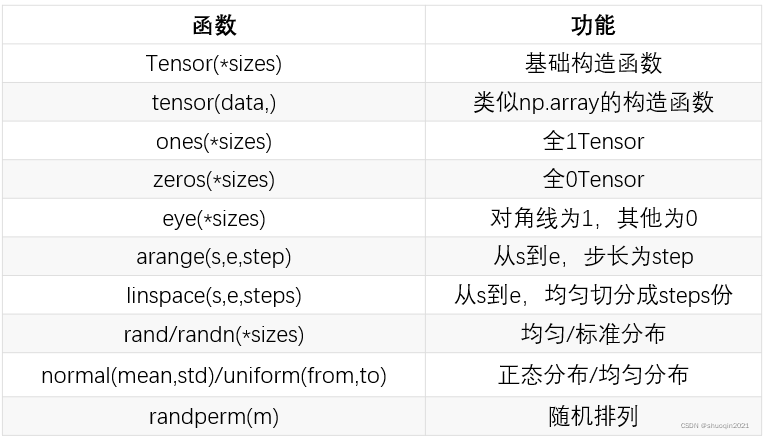 函数 功能
Tensor(*sizes) 基础构造函数
tensor(data,) 类似np.array的构造函数
ones(*sizes) 全1Tensor
zeros(*sizes) 全0Tensor
eye(*sizes) 对角线为1，其他为0
arange(s,e,step) 从s到e，步长为step
linspace(s,e,steps) 从s到e，均匀切分成steps份
rand/randn(*sizes) 均匀/标准分布
normal(mean,std)/uniform(from,to) 正态分布/均匀分布
randperm(m) 随机排列
CSDN @shuoqin2021